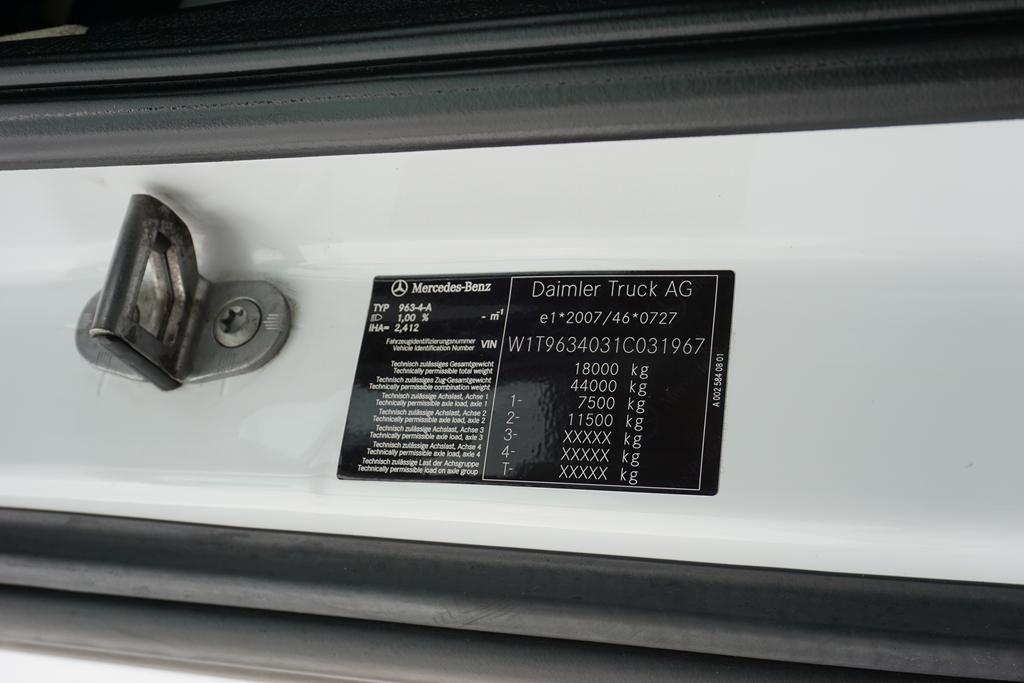 Mercedes-Benz
TYP 963-4-A
1,00 % - m⁻¹
IHA= 2,412
Fahrzeugidentifizierungsnummer
Vehicle Identification Number VIN
Technisch zulässiges Gesamtgewicht
Technically permissible total weight
Technisch zulässiges Zug-Gesamtgewicht
Technically permissible combination weight
Technisch zulässige Achslast, Achse 1
Technically permissible axle load, axle 1
Technisch zulässige Achslast, Achse 2
Technically permissible axle load, axle 2
Technisch zulässige Achslast, Achse 3
Technically permissible axle load, axle 3
Technisch zulässige Achslast, Achse 4
Technically permissible axle load, axle 4
Technisch zulässige Last der Achsgruppe
Technically permissible load on axle group
Daimler Truck AG
e1*2007/46*0727
W1T9634031C031967
18000 kg
44000 kg
1- 7500 kg
2- 11500 kg
3- XXXXX kg
4- XXXXX kg
T- XXXXX kg
A 002 584 08 01